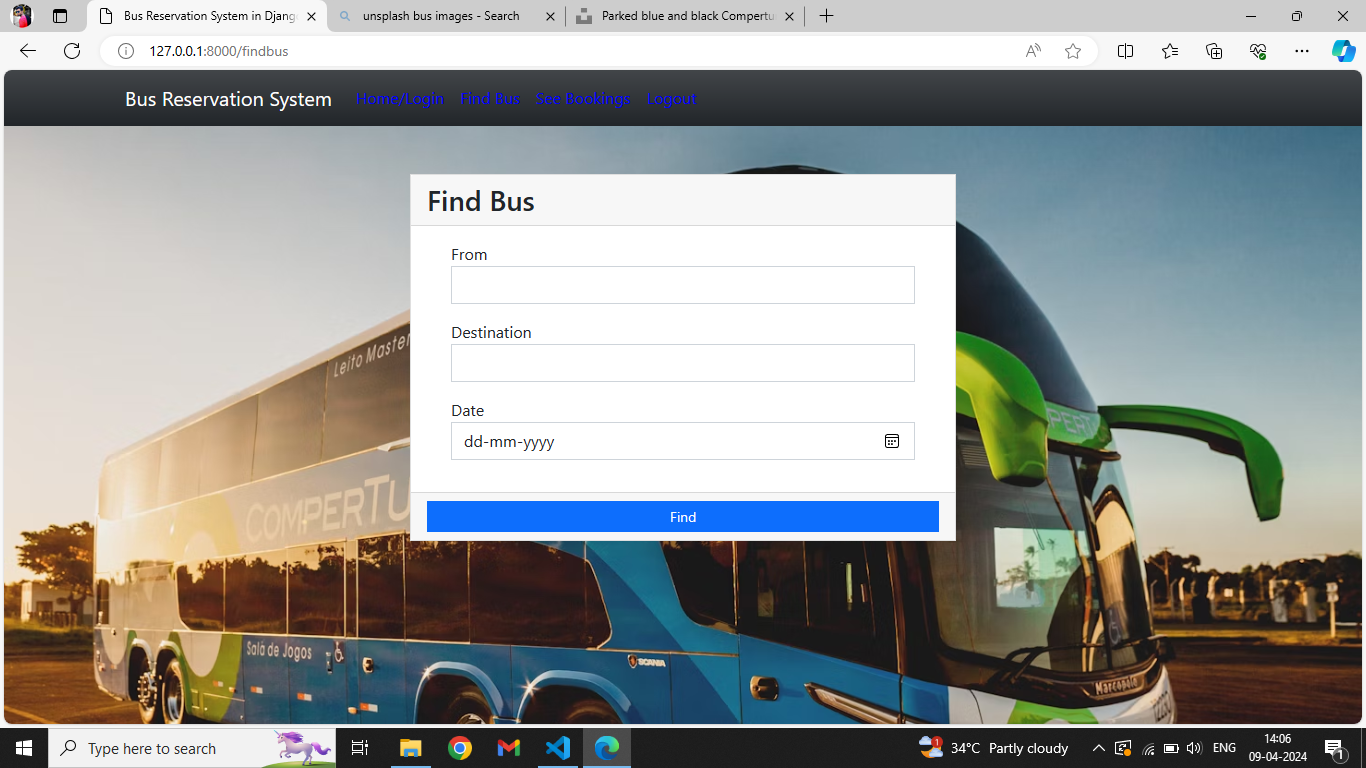 Bus Reservation System in Djang
unsplash bus images - Search
Parked blue and black Compertu
127.0.0.1:8000/findbus
Bus Reservation System
Home/Login
Find Bus
See Bookings
Logout
Find Bus
From
Destination
Date
dd-mm-yyyy
Find
Leito Master
COMPERTU
COMPERTU
Salã de Jogos
SCANIA
Marcopolo
Type here to search
1
34°C Partly cloudy
ENG
14:06
09-04-2024
1